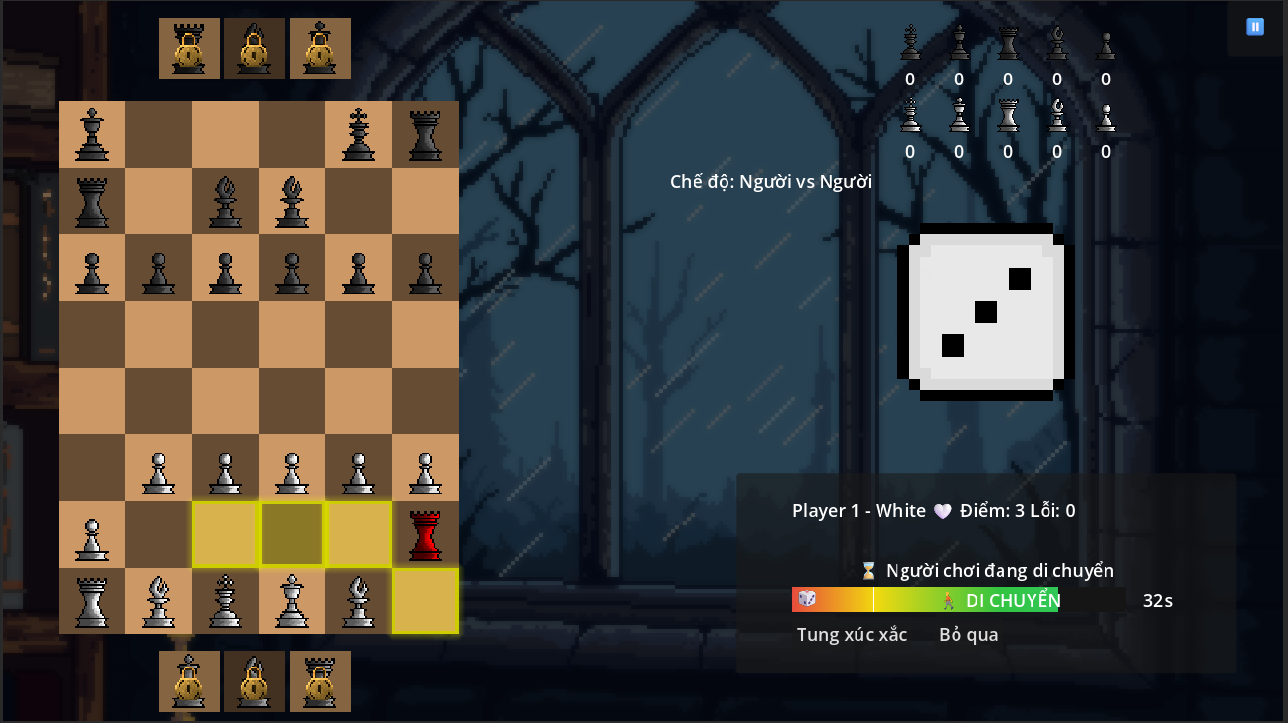 0 0 0 0 0
0 0 0 0 0
Chế độ: Người vs Người
Player 1 - White 🤍 Điểm: 3 Lỗi: 0
⏳ Người chơi đang di chuyển
🎲 🚶 DI CHUYỂN 32s
Tung xúc xắc Bỏ qua